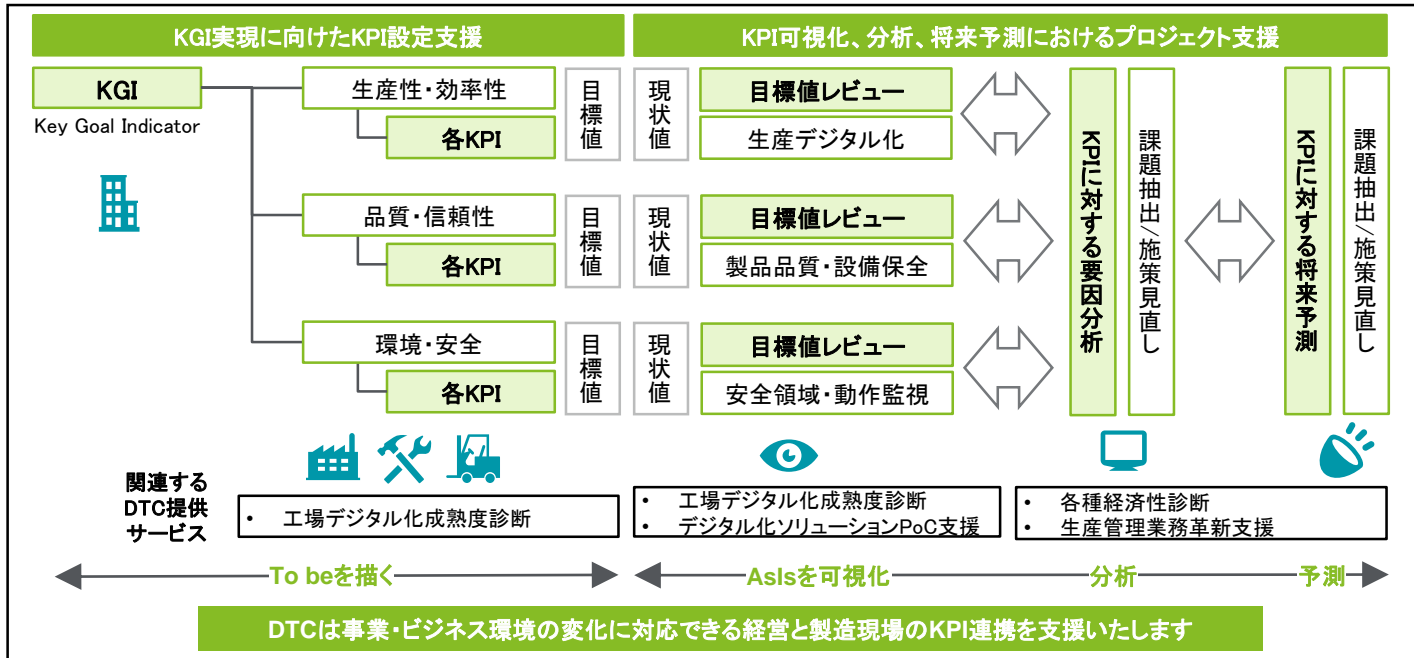 KGI実現に向けたKPI設定支援
KPI可視化、分析、将来予測におけるプロジェクト支援
KGI
Key Goal Indicator
生産性・効率性
各KPI
目標値
現状値
目標値レビュー
生産デジタル化
品質・信頼性
各KPI
目標値
現状値
目標値レビュー
製品品質・設備保全
環境・安全
各KPI
目標値
現状値
目標値レビュー
安全領域・動作監視
KPIに対する要因分析
課題抽出/施策見直し
KPIに対する将来予測
課題抽出/施策見直し
関連する
DTC提供
サービス
• 工場デジタル化成熟度診断
• 工場デジタル化成熟度診断
• デジタル化ソリューションPoC支援
• 各種経済性診断
• 生産管理業務革新支援
To beを描く
AsIsを可視化
分析
予測
DTCは事業・ビジネス環境の変化に対応できる経営と製造現場のKPI連携を支援いたします